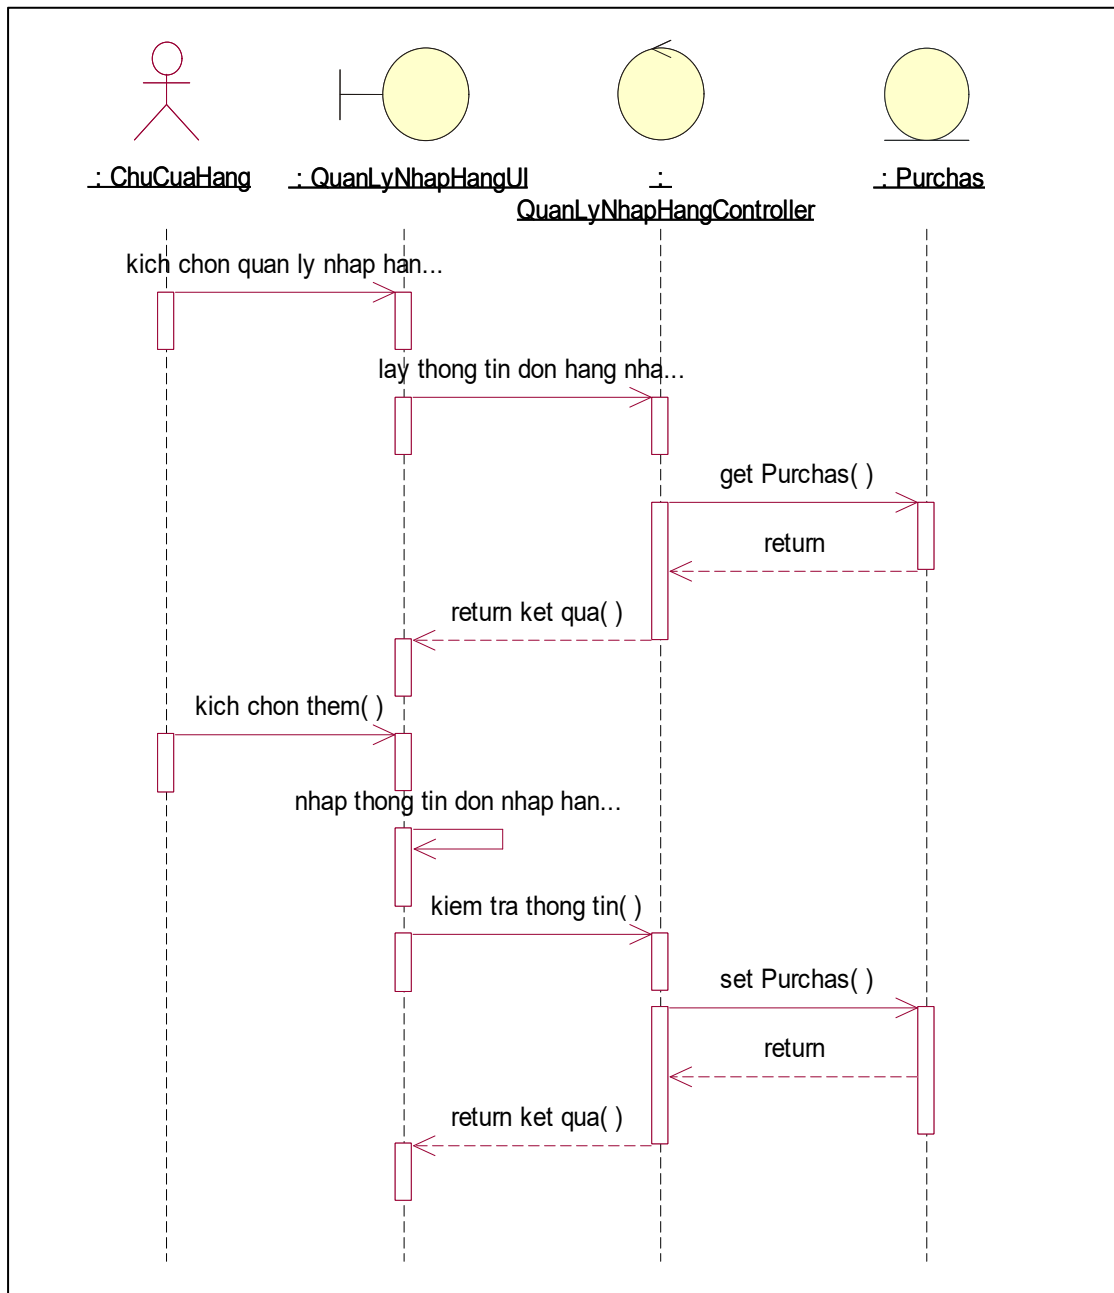 : ChuCuaHang
: QuanLyNhapHangUI
:
QuanLyNhapHangController
: Purchas
kich chon quan ly nhap han...
lay thong tin don hang nha...
get Purchas( )
return
return ket qua( )
kich chon them( )
nhap thong tin don nhap han...
kiem tra thong tin( )
set Purchas( )
return
return ket qua( )